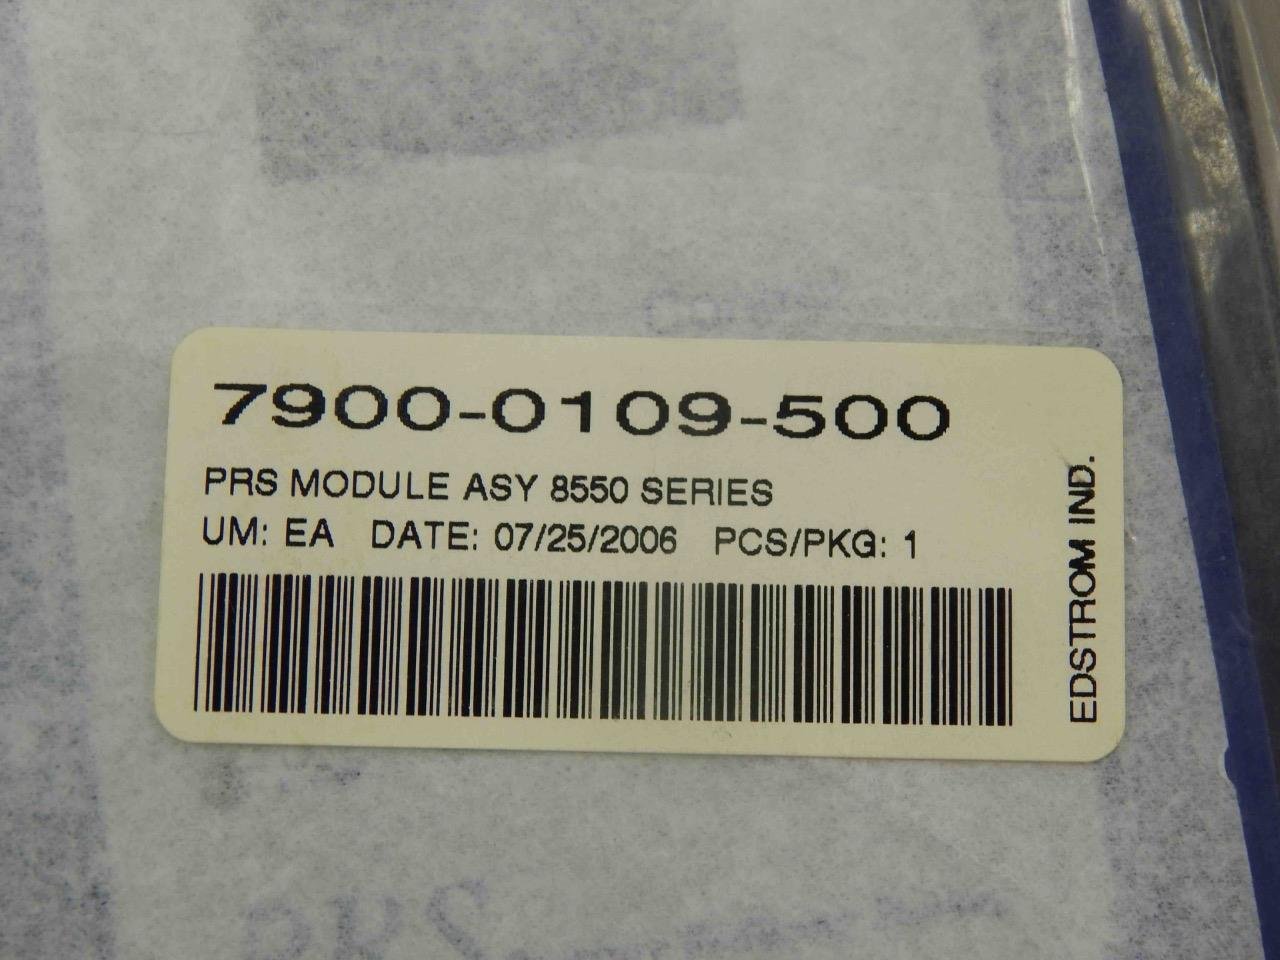 7900-0109-500
PRS MODULE ASY 8550 SERIES
UM: EA DATE: 07/25/2006 PCS/PKG: 1
EDSTROM IND.